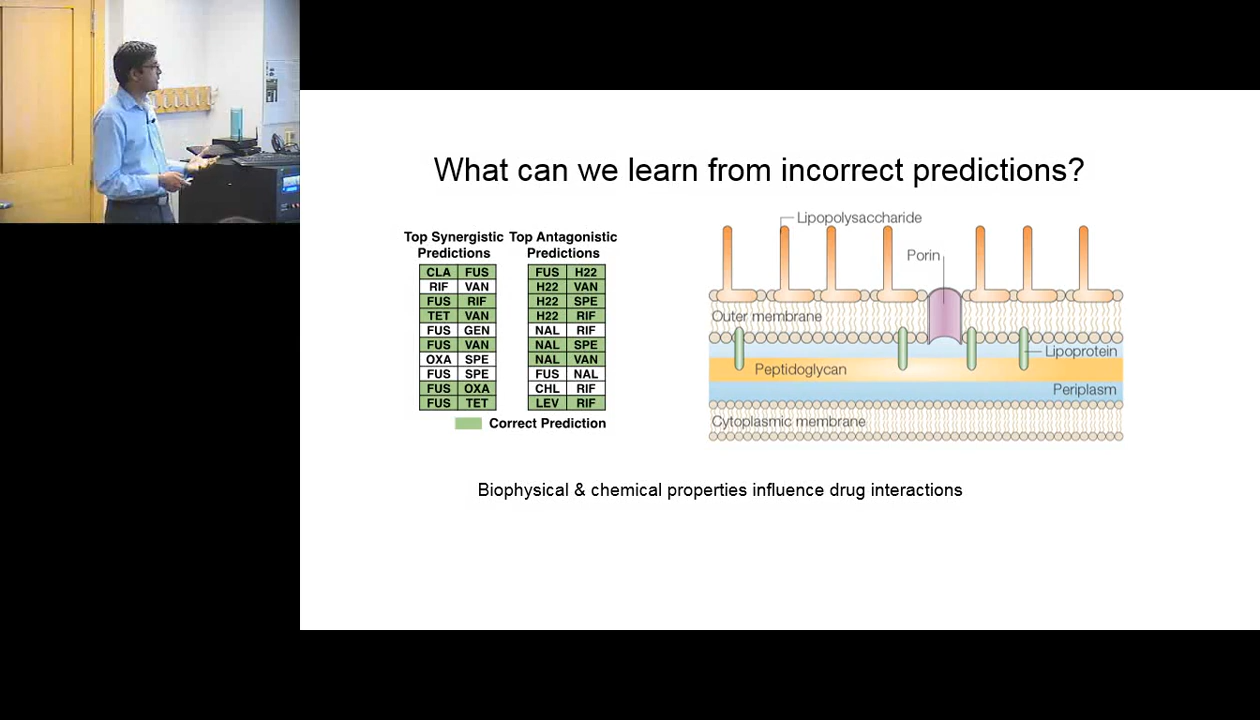 What can we learn from incorrect predictions?
Top Synergistic
Predictions
CLA FUS
RIF VAN
FUS RIF
TET VAN
FUS GEN
FUS VAN
OXA SPE
FUS SPE
FUS OXA
FUS TET
Top Antagonistic
Predictions
FUS H22
H22 VAN
H22 SPE
H22 RIF
NAL RIF
NAL SPE
NAL VAN
FUS NAL
CHL RIF
LEV RIF
Correct Prediction
Lipopolysaccharide
Porin
Outer membrane
Lipoprotein
Peptidoglycan
Periplasm
Cytoplasmic membrane
Biophysical & chemical properties influence drug interactions